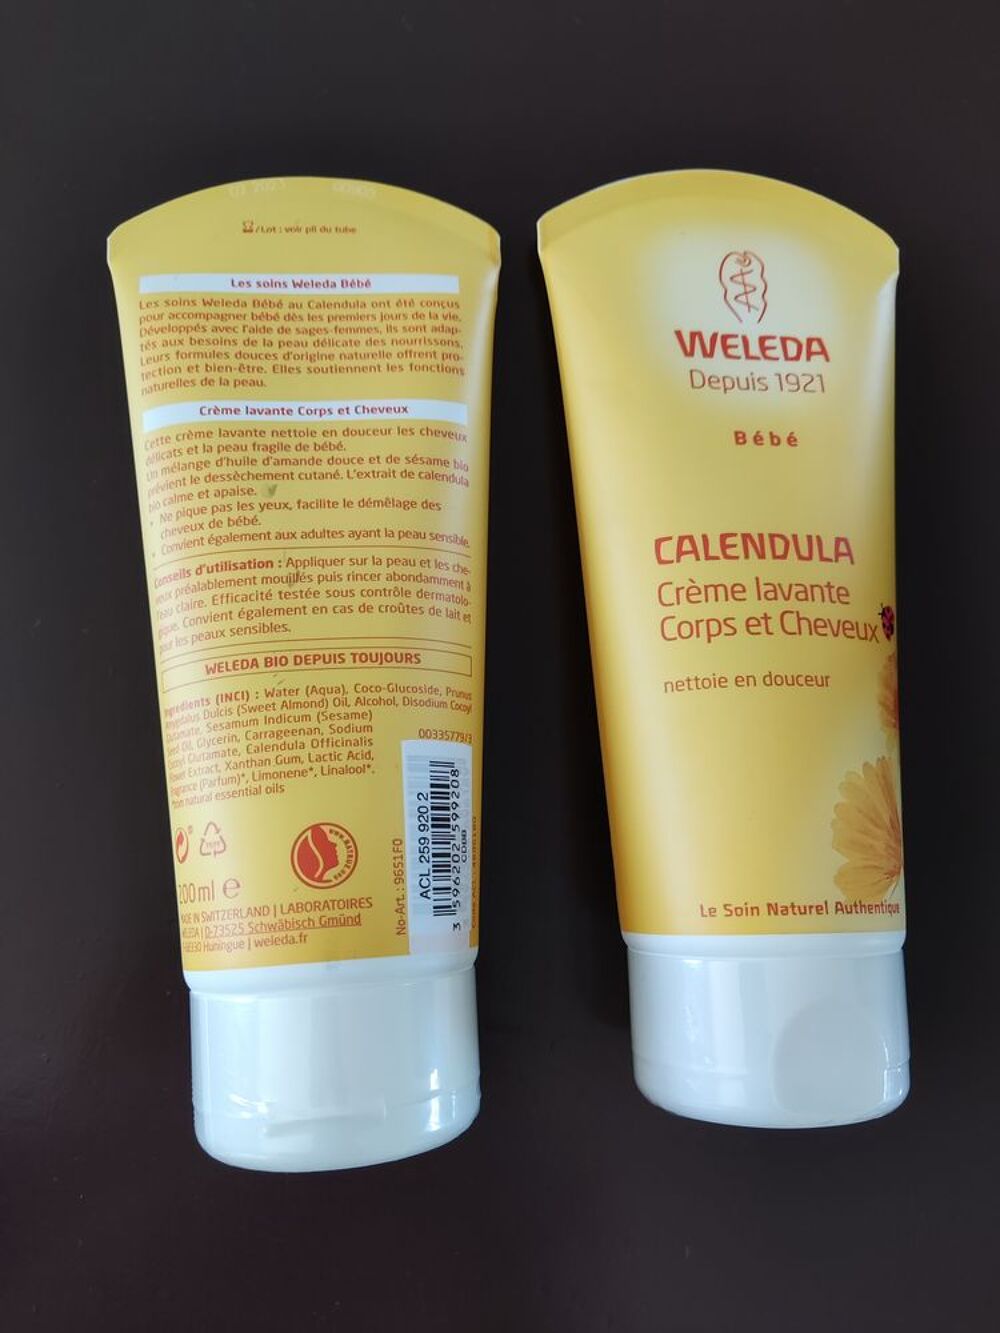 01 2023 00905
/Lot : voir pli du tube
Les soins Weleda Bébé
Les soins Weleda Bébé au Calendula ont été conçus
pour accompagner bébé dès les premiers jours de la vie.
Développés avec l'aide de sages-femmes, ils sont adap-
tés aux besoins de la peau délicate des nourrissons.
Leurs formules douces d'origine naturelle offrent pro-
tection et bien-être. Elles soutiennent les fonctions
naturelles de la peau.
Crème lavante Corps et Cheveux
Cette crème lavante nettoie en douceur les cheveux
délicats et la peau fragile de bébé.
Un mélange d'huile d'amande douce et de sésame bio
prévient le dessèchement cutané. L'extrait de calendula
bio calme et apaise.
• Ne pique pas les yeux, facilite le démêlage des
cheveux de bébé.
• Convient également aux adultes ayant la peau sensible.
Conseils d'utilisation : Appliquer sur la peau et les che-
veux préalablement mouillés puis rincer abondamment à
l'eau claire. Efficacité testée sous contrôle dermatolo-
gique. Convient également en cas de croûtes de lait et
pour les peaux sensibles.
WELEDA BIO DEPUIS TOUJOURS
Ingredients (INCI) : Water (Aqua), Coco-Glucoside, Prunus
Amygdalus Dulcis (Sweet Almond) Oil, Alcohol, Disodium Cocoyl
Glutamate, Sesamum Indicum (Sesame)
Seed Oil, Glycerin, Carrageenan, Sodium
Cocoyl Glutamate, Calendula Officinalis
Flower Extract, Xanthan Gum, Lactic Acid,
Fragrance (Parfum)*, Limonene*, Linalool*.
*from natural essential oils
00335779/3
No-Art.: 9651F0
ACL 259 920 2
3 596202 599208
CODD
www.natrue.org
200 ml e
MADE IN SWITZERLAND | LABORATOIRES
WELEDA | D-73525 Schwäbisch Gmünd
F-68330 Huningue | weleda.fr
WELEDA
Depuis 1921
Bébé
CALENDULA
Crème lavante
Corps et Cheveux
nettoie en douceur
Le Soin Naturel Authentique